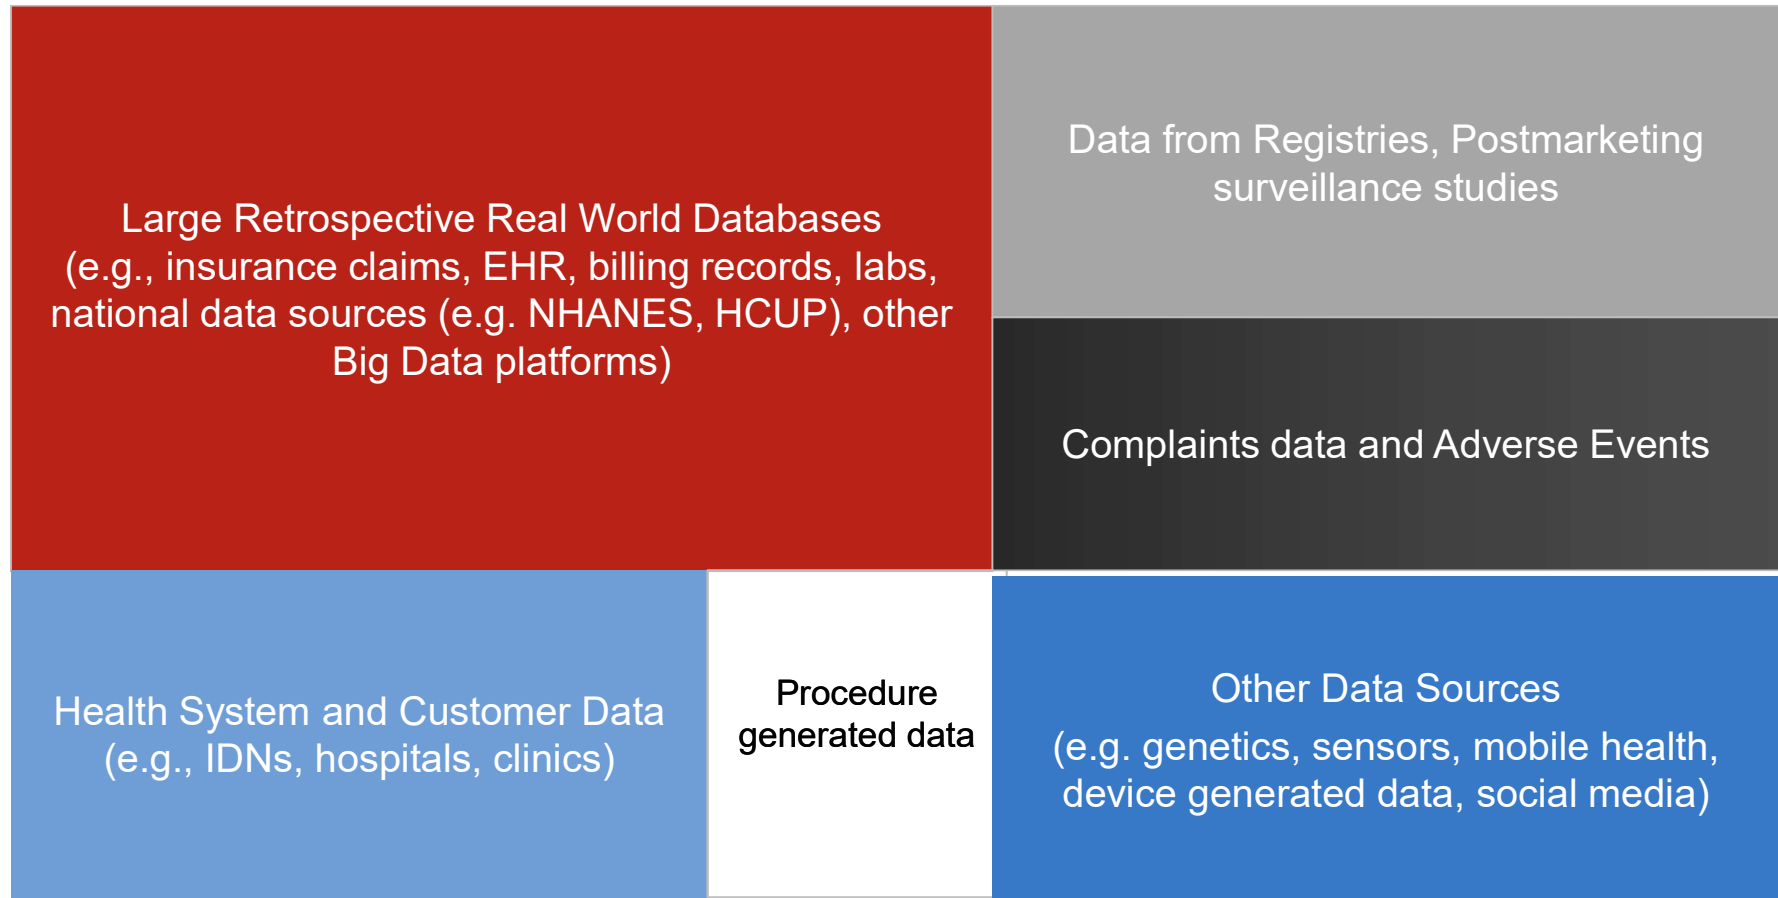 Large Retrospective Real World Databases
(e.g., insurance claims, EHR, billing records, labs,
national data sources (e.g. NHANES, HCUP), other
Big Data platforms)
Data from Registries, Postmarketing
surveillance studies
Complaints data and Adverse Events
Health System and Customer Data
(e.g., IDNs, hospitals, clinics)
Procedure
generated data
Other Data Sources
(e.g. genetics, sensors, mobile health,
device generated data, social media)